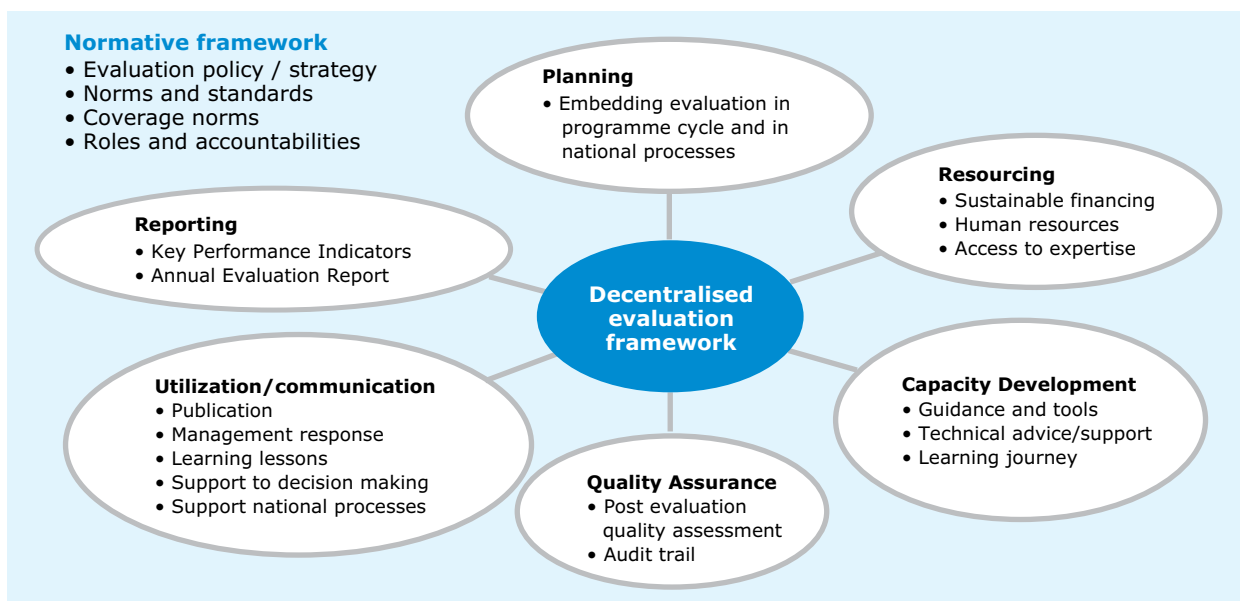 Normative framework
• Evaluation policy / strategy
• Norms and standards
• Coverage norms
• Roles and accountabilities
Planning
• Embedding evaluation in
programme cycle and in
national processes
Resourcing
• Sustainable financing
• Human resources
• Access to expertise
Reporting
• Key Performance Indicators
• Annual Evaluation Report
Decentralised
evaluation
framework
Utilization/communication
• Publication
• Management response
• Learning lessons
• Support to decision making
• Support national processes
Capacity Development
• Guidance and tools
• Technical advice/support
• Learning journey
Quality Assurance
• Post evaluation
quality assessment
• Audit trail